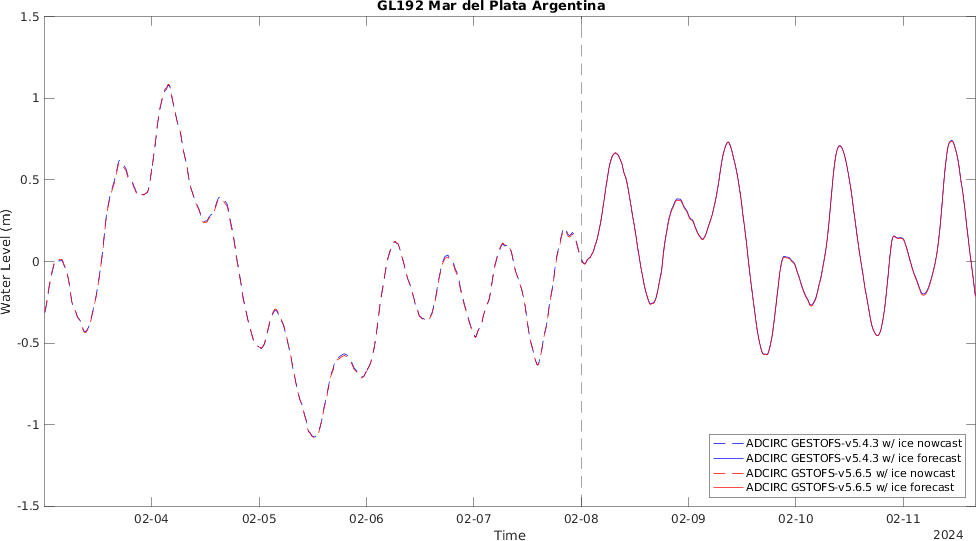 GL192 Mar del Plata Argentina
1.5
1
0.5
0
-0.5
-1
-1.5
Water Level (m)
ADCIRC GESTOFS-v5.4.3 w/ ice nowcast
ADCIRC GESTOFS-v5.4.3 w/ ice forecast
ADCIRC GSTOFS-v5.6.5 w/ ice nowcast
ADCIRC GSTOFS-v5.6.5 w/ ice forecast
02-04 02-05 02-06 02-07 02-08 02-09 02-10 02-11
Time
2024